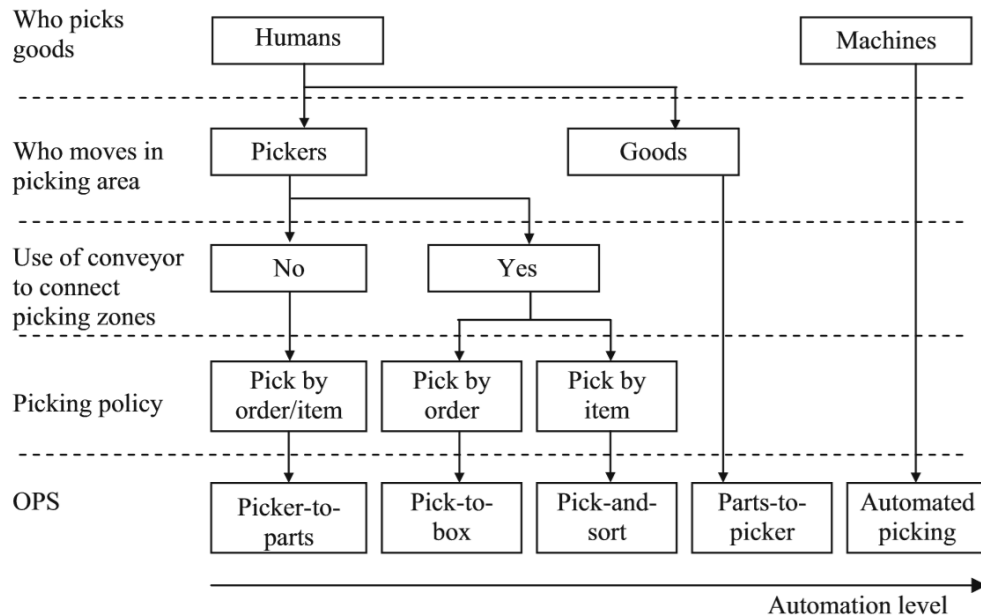 Who picks
goods
Humans
Machines
Who moves in
picking area
Pickers
Goods
Use of conveyor
to connect
picking zones
No
Yes
Picking policy
Pick by
order/item
Pick by
order
Pick by
item
OPS
Picker-to-
parts
Pick-to-
box
Pick-and-
sort
Parts-to-
picker
Automated
picking
Automation level